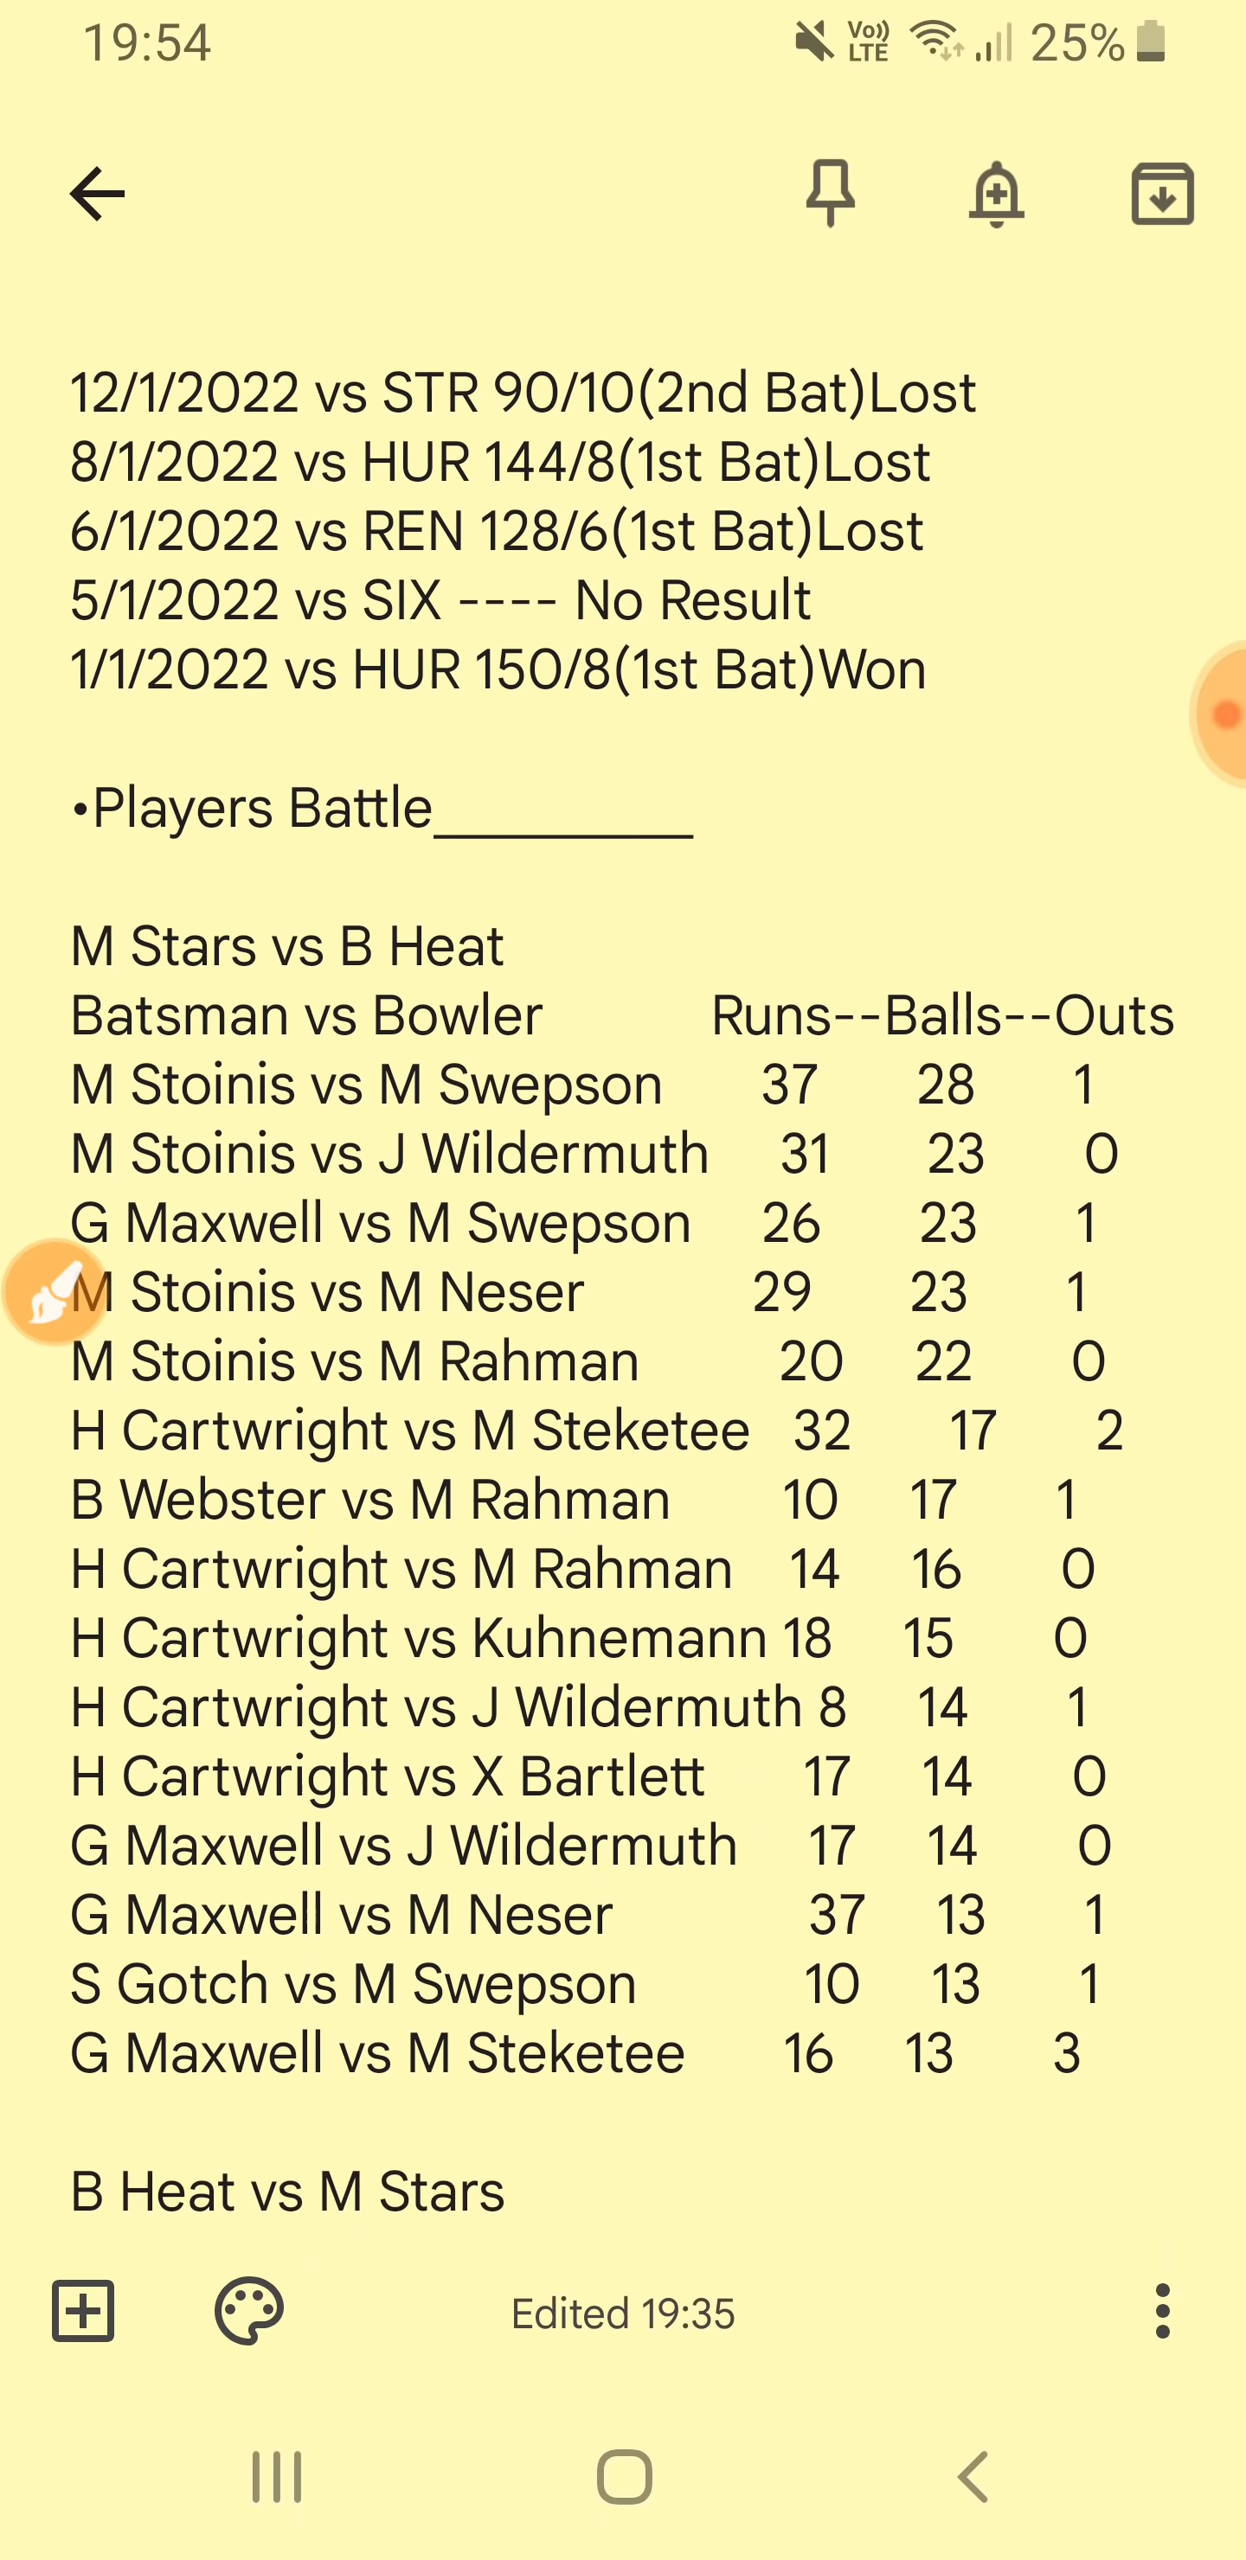 19:54 Vo)) LTE 25%
12/1/2022 vs STR 90/10(2nd Bat)Lost
8/1/2022 vs HUR 144/8(1st Bat)Lost
6/1/2022 vs REN 128/6(1st Bat)Lost
5/1/2022 vs SIX ---- No Result
1/1/2022 vs HUR 150/8(1st Bat)Won
•Players Battle_________
M Stars vs B Heat
Batsman vs Bowler Runs--Balls--Outs
M Stoinis vs M Swepson 37 28 1
M Stoinis vs J Wildermuth 31 23 0
G Maxwell vs M Swepson 26 23 1
M Stoinis vs M Neser 29 23 1
M Stoinis vs M Rahman 20 22 0
H Cartwright vs M Steketee 32 17 2
B Webster vs M Rahman 10 17 1
H Cartwright vs M Rahman 14 16 0
H Cartwright vs Kuhnemann 18 15 0
H Cartwright vs J Wildermuth 8 14 1
H Cartwright vs X Bartlett 17 14 0
G Maxwell vs J Wildermuth 17 14 0
G Maxwell vs M Neser 37 13 1
S Gotch vs M Swepson 10 13 1
G Maxwell vs M Steketee 16 13 3
B Heat vs M Stars
Edited 19:35